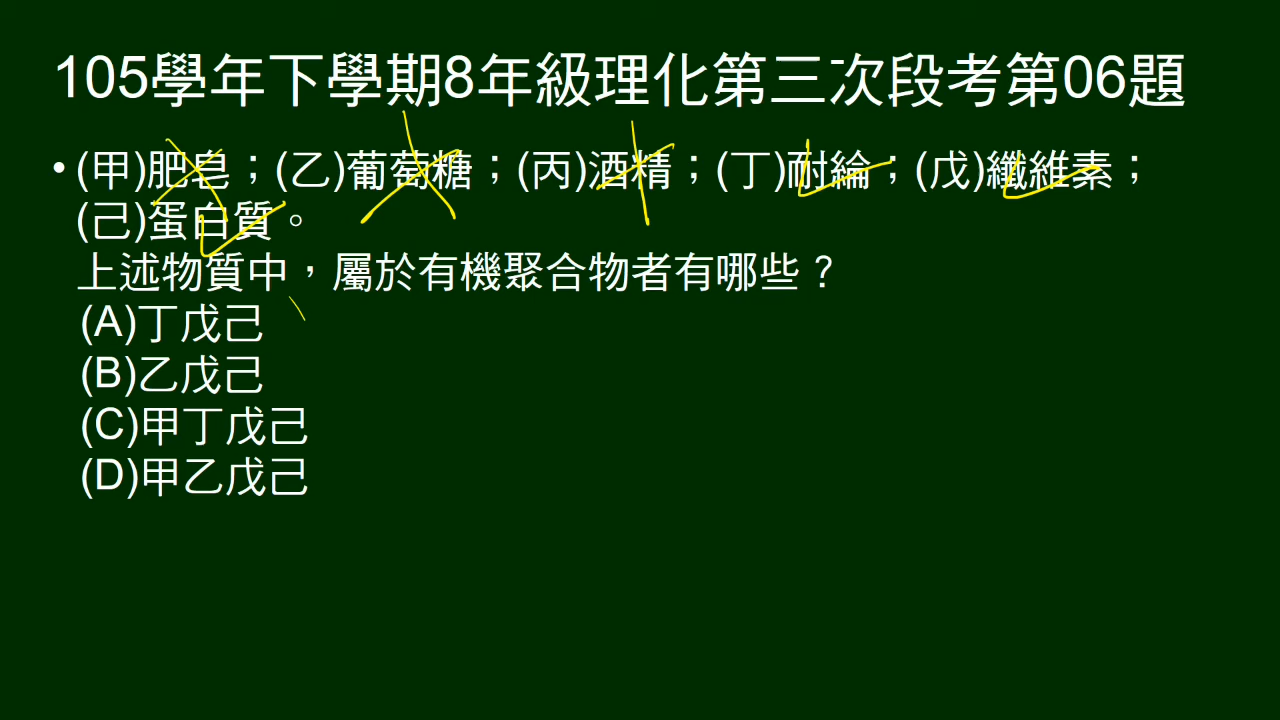 105學年下學期8年級理化第三次段考第06題
•(甲)肥皂；(乙)葡萄糖；(丙)酒精；(丁)耐綸；(戊)纖維素；
(己)蛋白質。
上述物質中，屬於有機聚合物者有哪些？
(A)丁戊己
(B)乙戊己
(C)甲丁戊己
(D)甲乙戊己